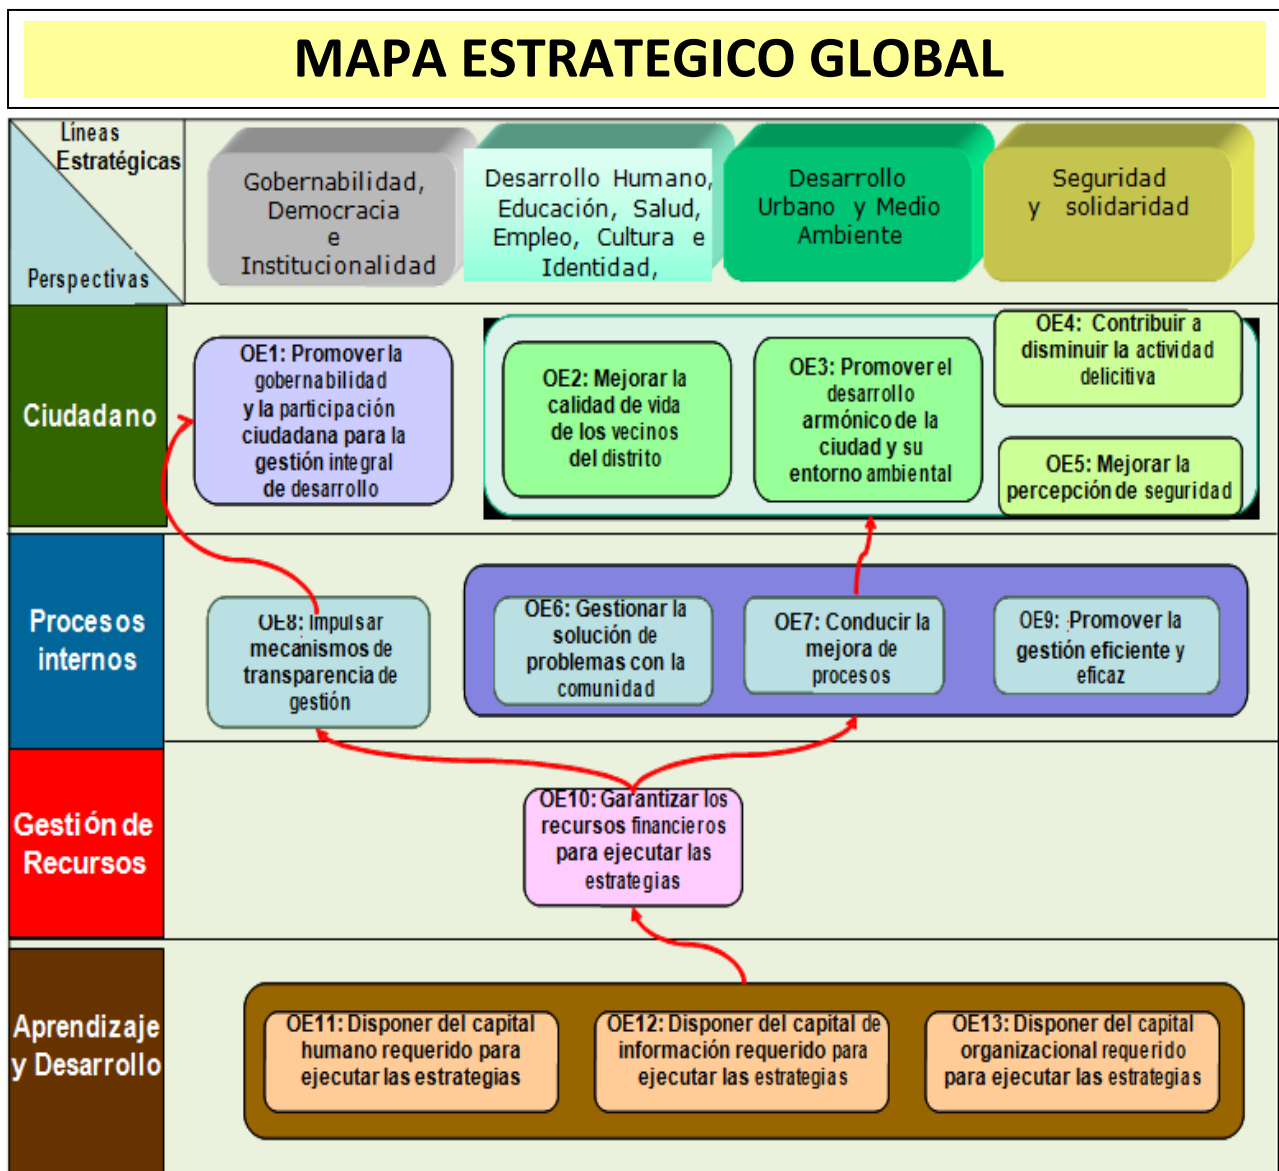 MAPA ESTRATEGICO GLOBAL
Líneas
Estratégicas
Perspectivas
Gobernabilidad,
Democracia
e
Institucionalidad
Desarrollo Humano,
Educación, Salud,
Empleo, Cultura e
Identidad,
Desarrollo
Urbano y Medio
Ambiente
Seguridad
y solidaridad
Ciudadano
OE1: Promover la
gobernabilidad
y la participación
ciudadana para la
gestión integral
de desarrollo
OE2: Mejorar la
calidad de vida
de los vecinos
del distrito
OE3: Promover el
desarrollo
armónico de la
ciudad y su
entorno ambiental
OE4: Contribuir a
disminuir la actividad
delicitiva
OE5: Mejorar la
percepción de seguridad
Procesos
internos
OE8: Impulsar
mecanismos de
transparencia de
gestión
OE6: Gestionar la
solución de
problemas con la
comunidad
OE7: Conducir la
mejora de
procesos
OE9: Promover la
gestión eficiente y
eficaz
Gestión de
Recursos
OE10: Garantizar los
recursos financieros
para ejecutar las
estrategias
Aprendizaje
y Desarrollo
OE11: Disponer del capital
humano requerido para
ejecutar las estrategias
OE12: Disponer del capital de
información requerido para
ejecutar las estrategias
OE13: Disponer del capital
organizacional requerido
para ejecutar las estrategias